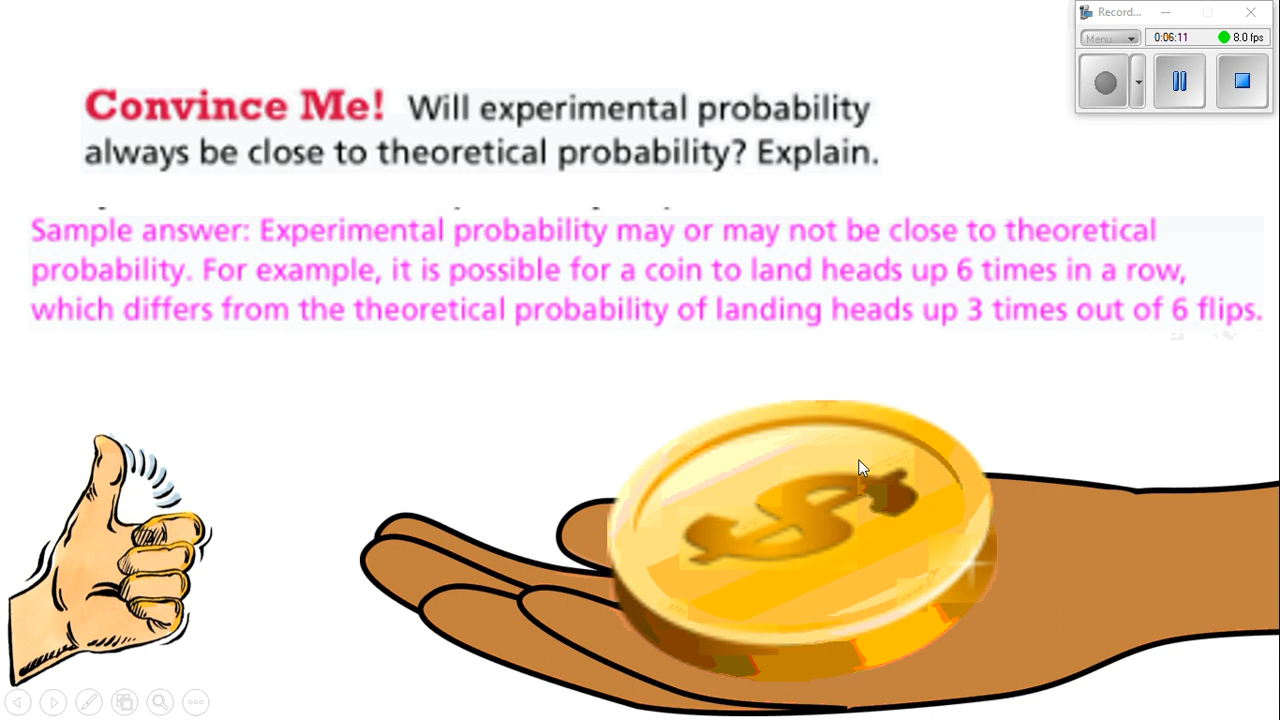 Record...
Menu
0:06:11
8.0 fps
Convince Me! Will experimental probability
always be close to theoretical probability? Explain.
Sample answer: Experimental probability may or may not be close to theoretical
probability. For example, it is possible for a coin to land heads up 6 times in a row,
which differs from the theoretical probability of landing heads up 3 times out of 6 flips.
$